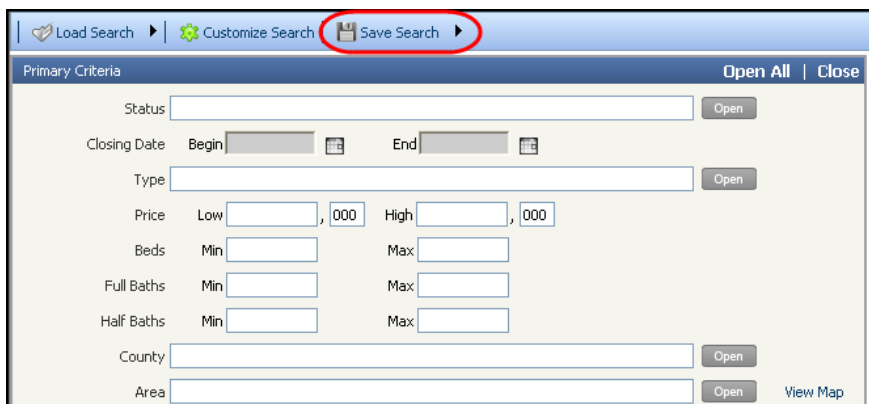 Load Search Customize Search Save Search
Primary Criteria Open All | Close
Status Open
Closing Date Begin End
Type Open
Price Low , 000 High , 000
Beds Min Max
Full Baths Min Max
Half Baths Min Max
County Open
Area Open View Map